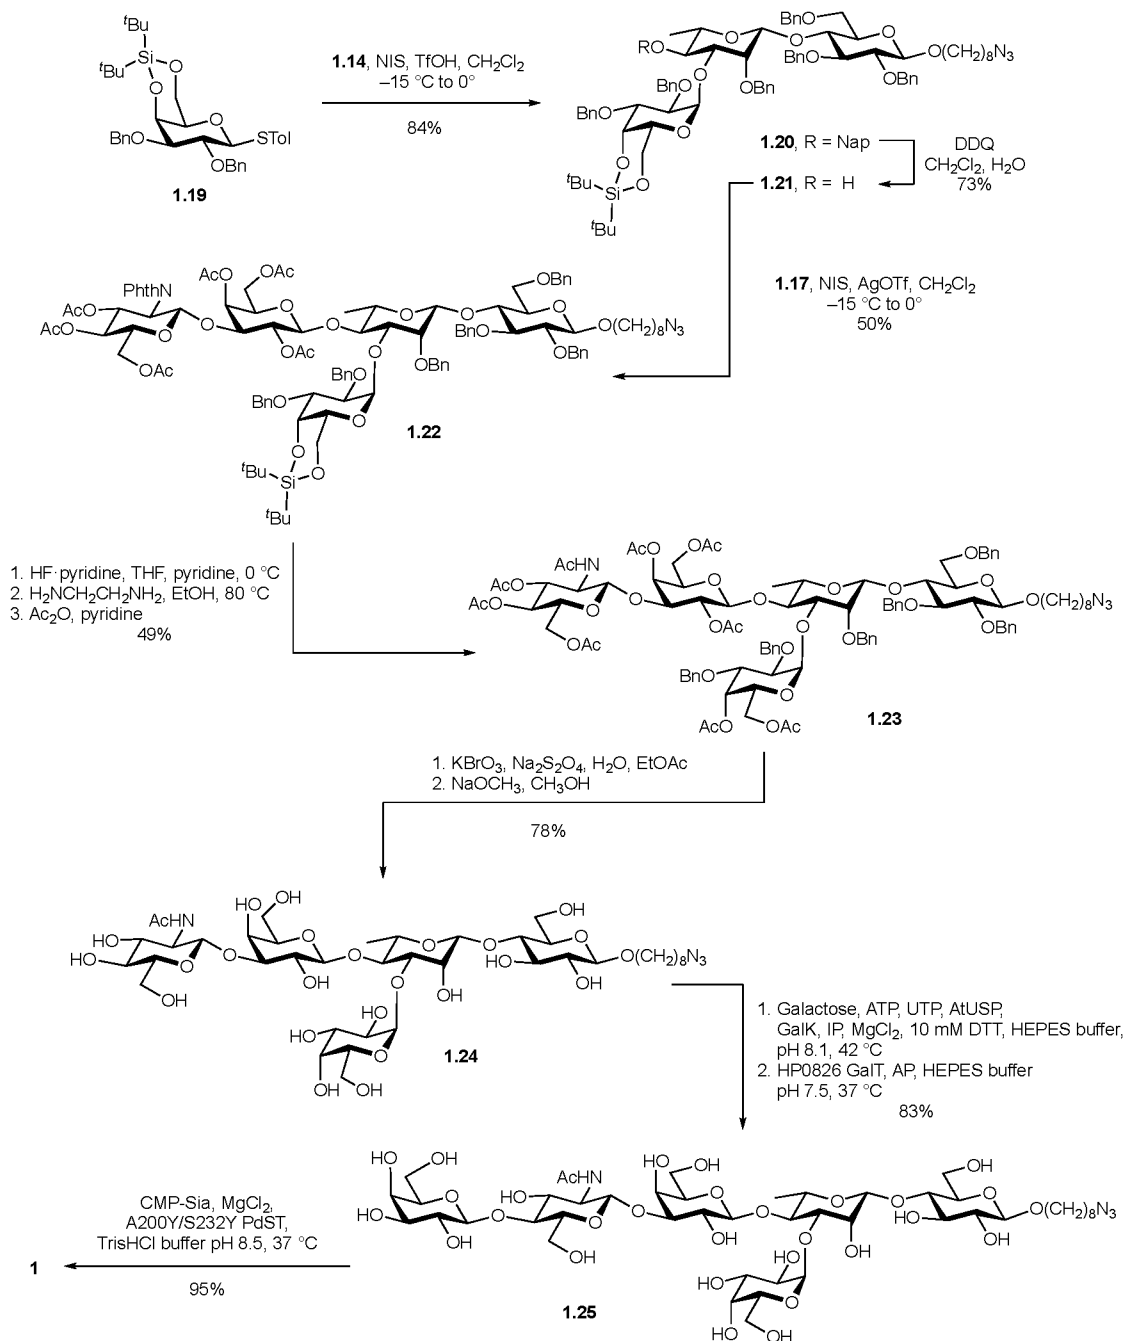 ᵗBu
ᵗBu Si O
O
O
BnO STol
OBn
1.19
1.14, NIS, TfOH, CH₂Cl₂
–15 °C to 0°
84%
BnO
RO O O O O
BnO OBn O(CH₂)₈N₃
O OBn
BnO OBn
BnO
O
O
ᵗBu Si O
ᵗBu
1.20, R = Nap
1.21, R = H
DDQ
CH₂Cl₂, H₂O
73%
1.17, NIS, AgOTf, CH₂Cl₂
–15 °C to 0°
50%
AcO OAc
PhthN OBn
AcO O O O O O
AcO O O O BnO O(CH₂)₈N₃
OAc OAc O OBn OBn
BnO
BnO
O
O
ᵗBu Si O
ᵗBu
1.22
1. HF·pyridine, THF, pyridine, 0 °C
2. H₂NCH₂CH₂NH₂, EtOH, 80 °C
3. Ac₂O, pyridine
49%
AcO OAc
AcHN OBn
AcO O O O O O
AcO O O O BnO O(CH₂)₈N₃
OAc OAc O OBn OBn
BnO
BnO
O
AcO OAc
1.23
1. KBrO₃, Na₂S₂O₄, H₂O, EtOAc
2. NaOCH₃, CH₃OH
78%
HO OH
AcHN OH
HO O O O O O
HO O O O HO O(CH₂)₈N₃
OH OH O OH OH
HO
HO
O
OH OH
1.24
1. Galactose, ATP, UTP, AtUSP,
GalK, IP, MgCl₂, 10 mM DTT, HEPES buffer,
pH 8.1, 42 °C
2. HP0826 GalT, AP, HEPES buffer
pH 7.5, 37 °C
83%
HO OH AcHN HO OH OH
O HO O O O O O
HO O O O O HO O(CH₂)₈N₃
OH OH OH O OH OH
HO
HO
O
HO OH
1.25
CMP-Sia, MgCl₂,
A200Y/S232Y PdST,
TrisHCl buffer pH 8.5, 37 °C
95%
1